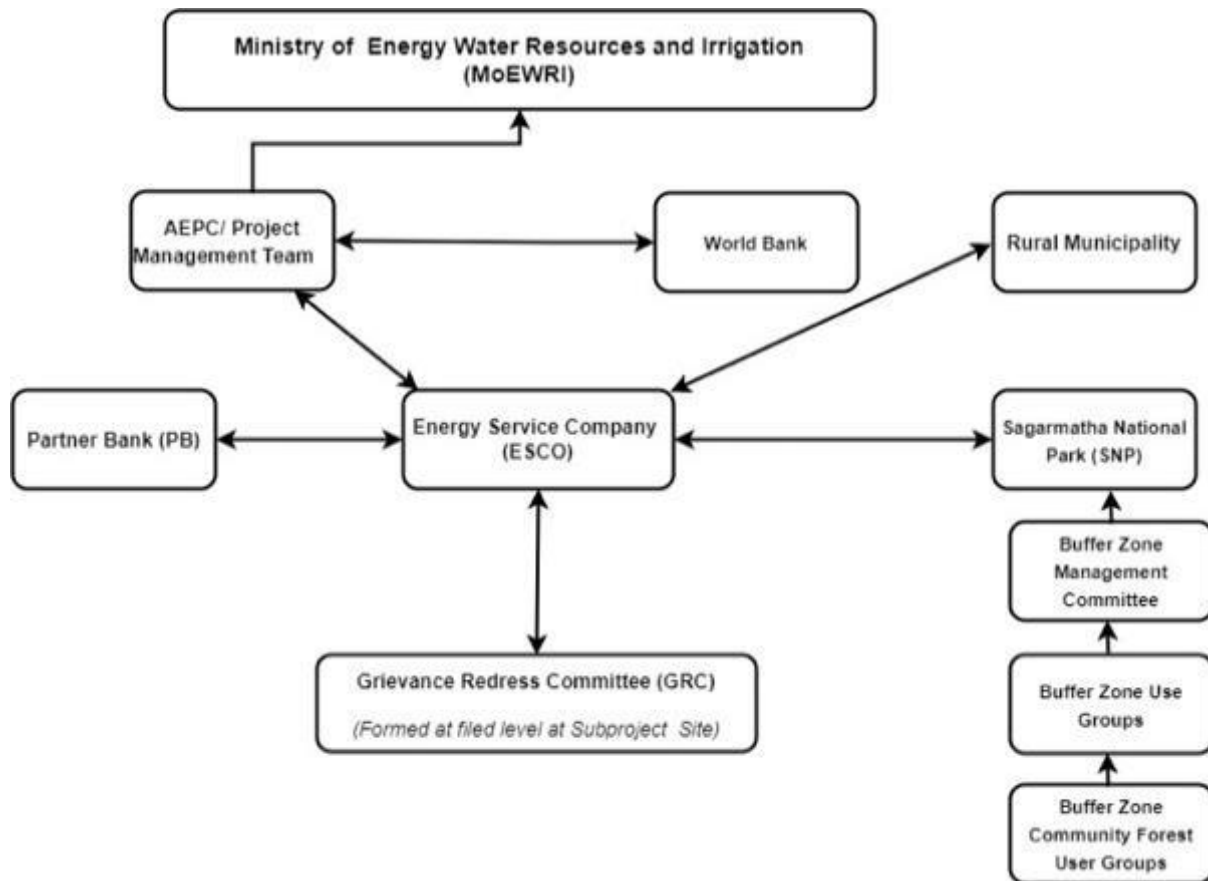 Ministry of Energy Water Resources and Irrigation
(MoEWRI)
AEPC/ Project
Management Team
World Bank
Rural Municipality
Partner Bank (PB)
Energy Service Company
(ESCO)
Sagarmatha National
Park (SNP)
Buffer Zone
Management
Committee
Grievance Redress Committee (GRC)
(Formed at filed level at Subproject Site)
Buffer Zone Use
Groups
Buffer Zone
Community Forest
User Groups